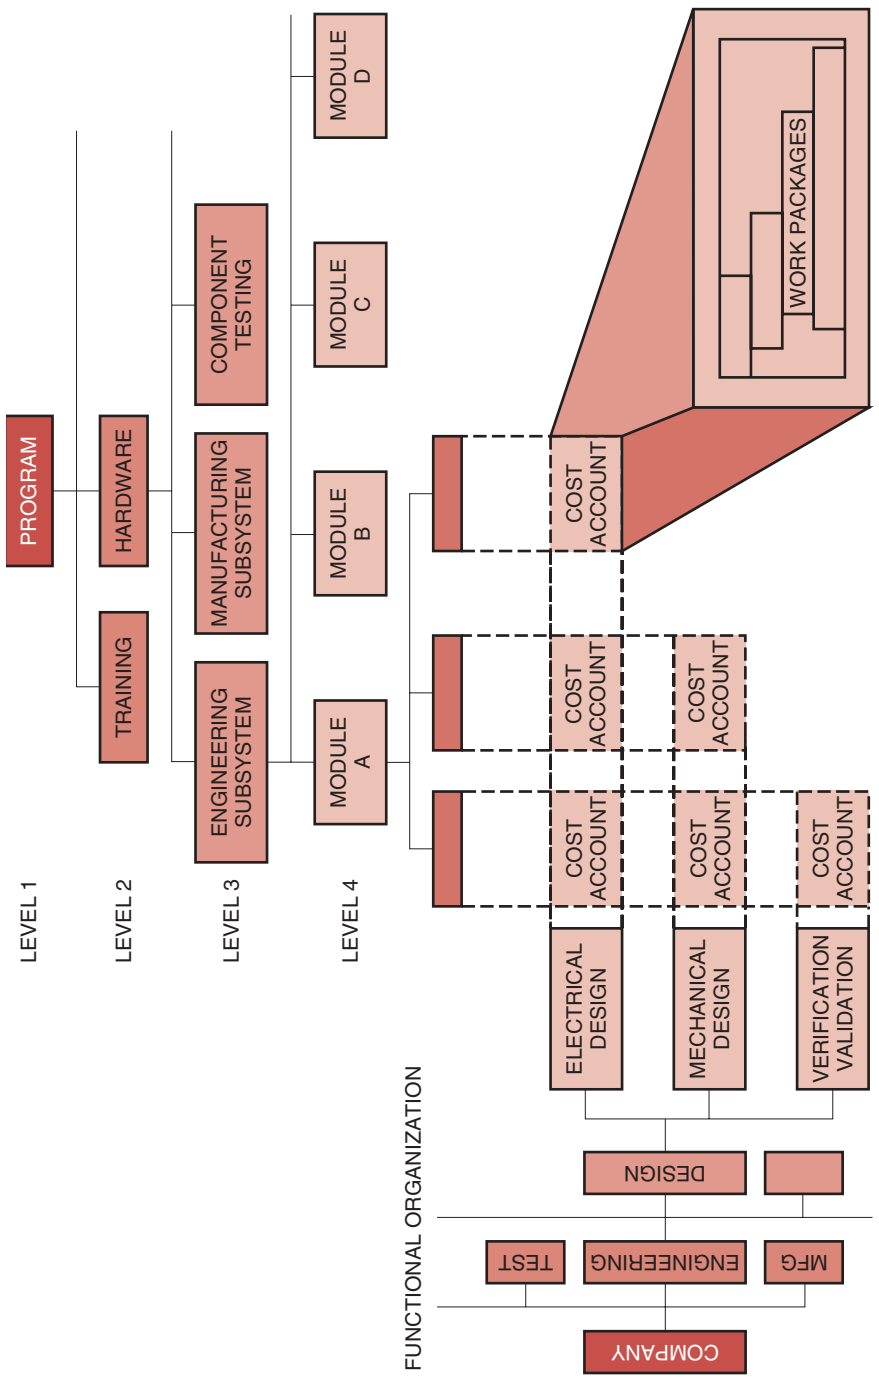 LEVEL 1
PROGRAM
LEVEL 2
TRAINING
HARDWARE
LEVEL 3
ENGINEERING
SUBSYSTEM
MANUFACTURING
SUBSYSTEM
COMPONENT
TESTING
LEVEL 4
MODULE
A
MODULE
B
MODULE
C
MODULE
D
FUNCTIONAL ORGANIZATION
COMPANY
TEST
ENGINEERING
MFG
DESIGN
ELECTRICAL
DESIGN
COST
ACCOUNT
COST
ACCOUNT
COST
ACCOUNT
MECHANICAL
DESIGN
COST
ACCOUNT
COST
ACCOUNT
VERIFICATION
VALIDATION
COST
ACCOUNT
WORK PACKAGES